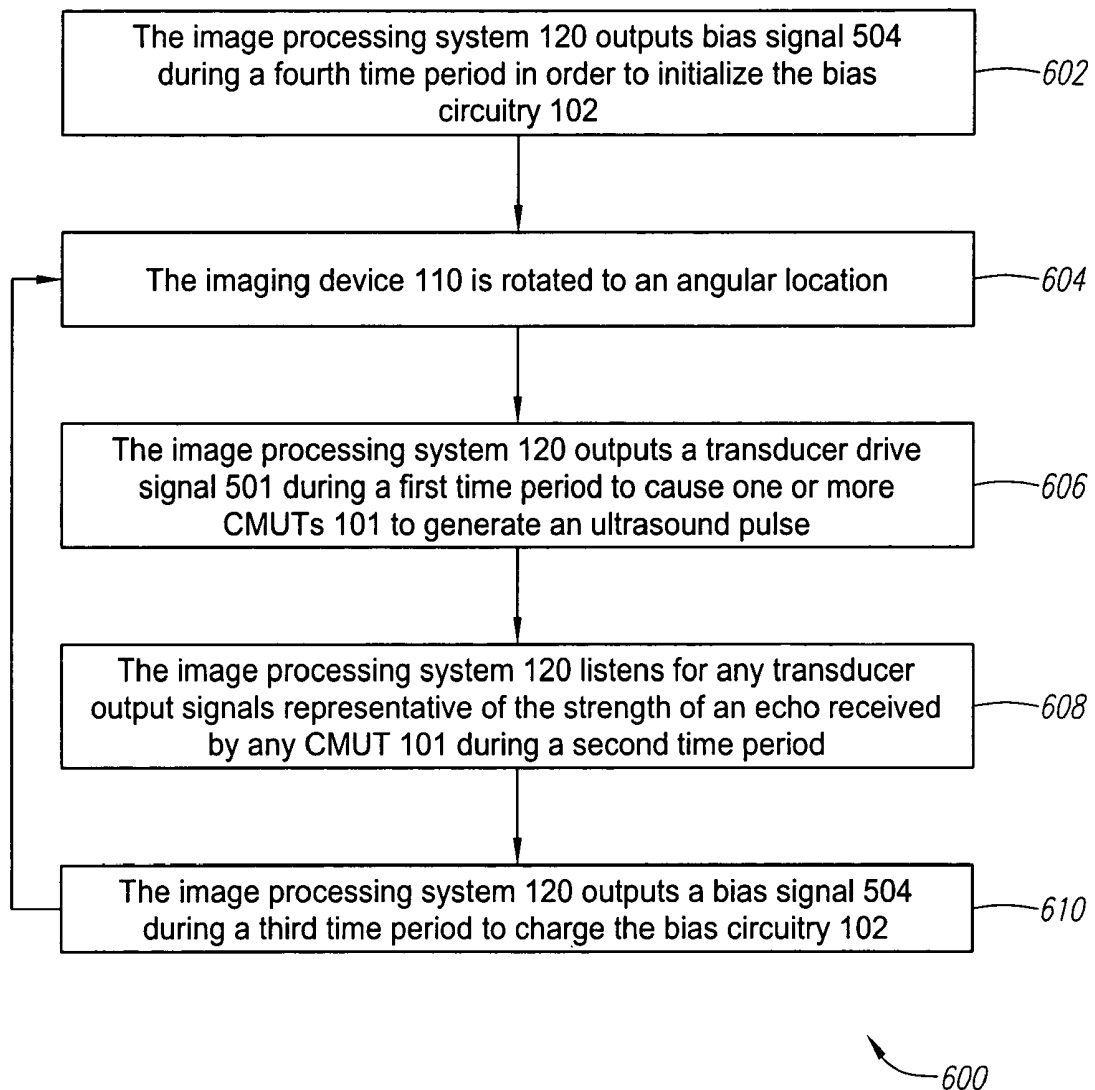 The image processing system 120 outputs bias signal 504
during a fourth time period in order to initialize the bias
circuitry 102
602
The imaging device 110 is rotated to an angular location
604
The image processing system 120 outputs a transducer drive
signal 501 during a first time period to cause one or more
CMUTs 101 to generate an ultrasound pulse
606
The image processing system 120 listens for any transducer
output signals representative of the strength of an echo received
by any CMUT 101 during a second time period
608
The image processing system 120 outputs a bias signal 504
during a third time period to charge the bias circuitry 102
610
600